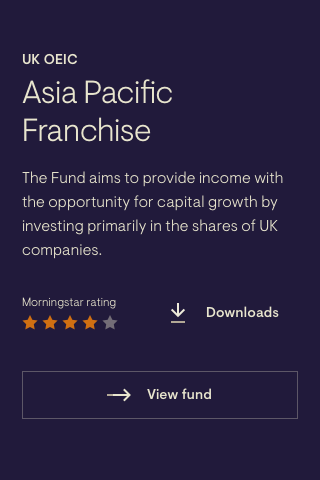 UK OEIC
Asia Pacific
Franchise
The Fund aims to provide income with
the opportunity for capital growth by
investing primarily in the shares of UK
companies.
Morningstar rating
Downloads
View fund